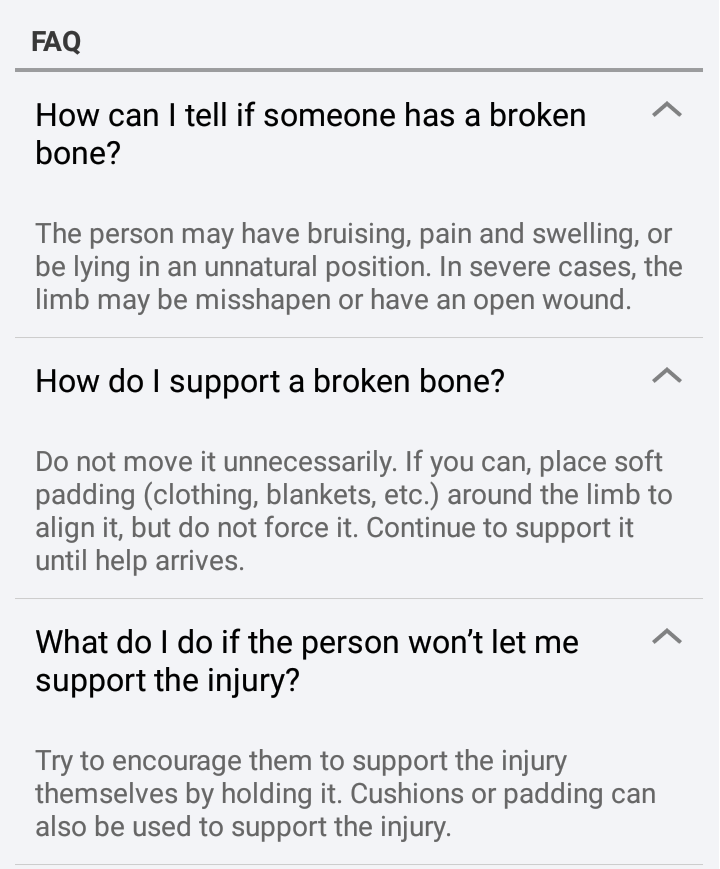 FAQ
How can I tell if someone has a broken
bone?
The person may have bruising, pain and swelling, or
be lying in an unnatural position. In severe cases, the
limb may be misshapen or have an open wound.
How do I support a broken bone?
Do not move it unnecessarily. If you can, place soft
padding (clothing, blankets, etc.) around the limb to
align it, but do not force it. Continue to support it
until help arrives.
What do I do if the person won’t let me
support the injury?
Try to encourage them to support the injury
themselves by holding it. Cushions or padding can
also be used to support the injury.